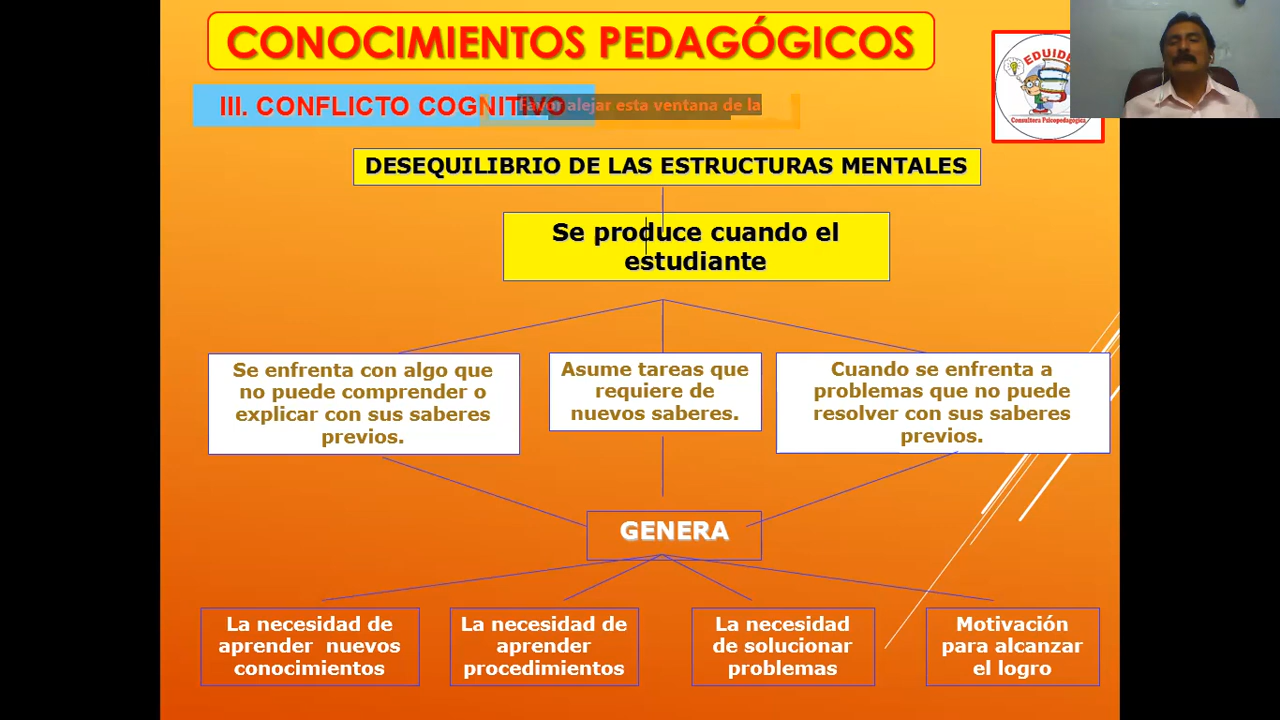 CONOCIMIENTOS PEDAGÓGICOS
EDUIDE
Consultora Psicopedagógica
III. CONFLICTO COGNITIVO
Favor alejar esta ventana de la
DESEQUILIBRIO DE LAS ESTRUCTURAS MENTALES
Se produce cuando el
estudiante
Se enfrenta con algo que
no puede comprender o
explicar con sus saberes
previos.
Asume tareas que
requiere de
nuevos saberes.
Cuando se enfrenta a
problemas que no puede
resolver con sus saberes
previos.
GENERA
La necesidad de
aprender nuevos
conocimientos
La necesidad de
aprender
procedimientos
La necesidad
de solucionar
problemas
Motivación
para alcanzar
el logro